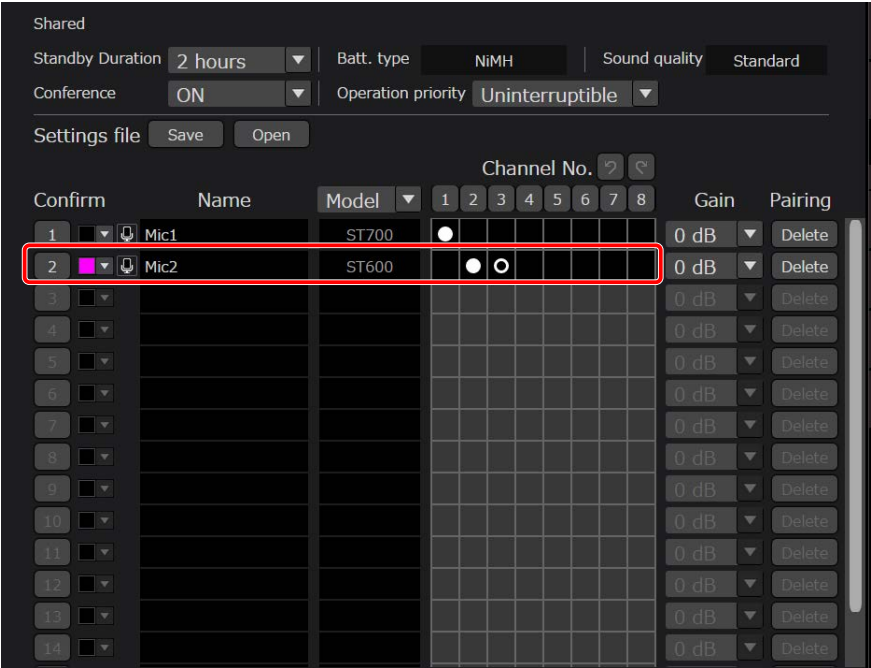 Shared
Standby Duration 2 hours Batt. type NiMH Sound quality Standard
Conference ON Operation priority Uninterruptible
Settings file Save Open
Channel No.
Confirm Name Model 1 2 3 4 5 6 7 8 Gain Pairing
1 Mic1 ST700 0 dB Delete
2 Mic2 ST600 0 dB Delete
3 0 dB Delete
4 0 dB Delete
5 0 dB Delete
6 0 dB Delete
7 0 dB Delete
8 0 dB Delete
9 0 dB Delete
10 0 dB Delete
11 0 dB Delete
12 0 dB Delete
13 0 dB Delete
14 0 dB Delete